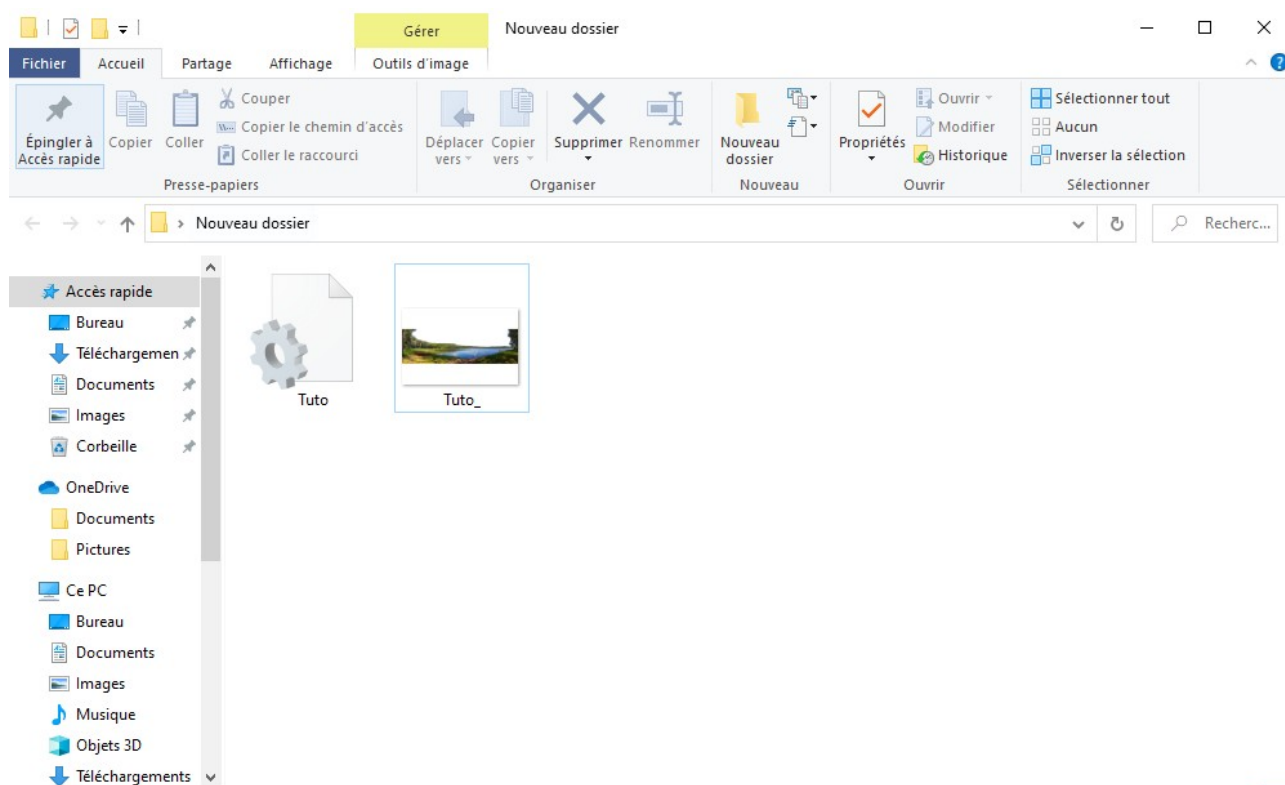 Gérer
Nouveau dossier
Fichier
Accueil
Partage
Affichage
Outils d'image
Épingler à
Accès rapide
Copier
Coller
Couper
Copier le chemin d'accès
Coller le raccourci
Presse-papiers
Déplacer
vers
Copier
vers
Supprimer
Renommer
Organiser
Nouveau
dossier
Nouveau
Propriétés
Ouvrir
Modifier
Historique
Ouvrir
Sélectionner tout
Aucun
Inverser la sélection
Sélectionner
Nouveau dossier
Recherc...
Accès rapide
Bureau
Téléchargemen
Documents
Images
Corbeille
OneDrive
Documents
Pictures
Ce PC
Bureau
Documents
Images
Musique
Objets 3D
Téléchargements
Tuto
Tuto_